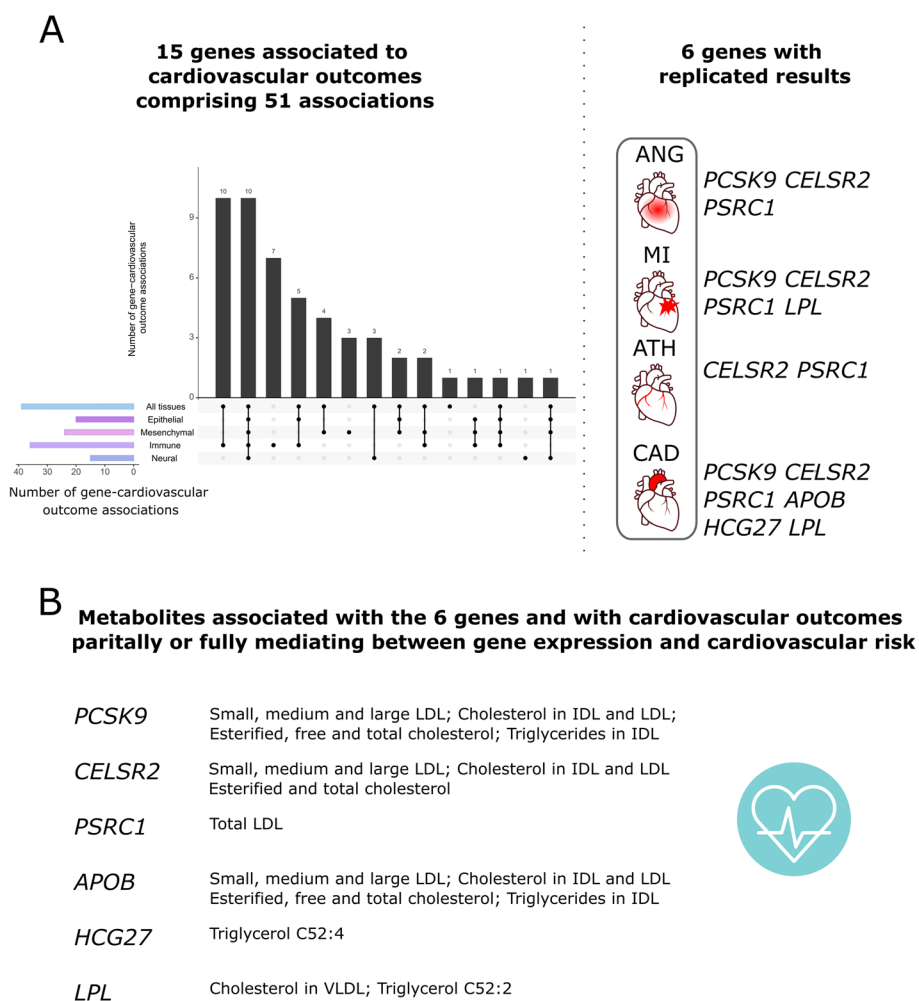 A
15 genes associated to
cardiovascular outcomes
comprising 51 associations
Number of gene-cardiovascular
outcome associations
9
6
3
0
10
10
7
5
4
3
3
2
2
1
1
1
1
1
All tissues
Epithelial
Mesenchymal
Immune
Neural
40
30
20
10
0
Number of gene-cardiovascular
outcome associations
6 genes with
replicated results
ANG
PCSK9 CELSR2
PSRC1
MI
PCSK9 CELSR2
PSRC1 LPL
ATH
CELSR2 PSRC1
CAD
PCSK9 CELSR2
PSRC1 APOB
HCG27 LPL
B
Metabolites associated with the 6 genes and with cardiovascular outcomes
paritally or fully mediating between gene expression and cardiovascular risk
PCSK9
Small, medium and large LDL; Cholesterol in IDL and LDL;
Esterified, free and total cholesterol; Triglycerides in IDL
CELSR2
Small, medium and large LDL; Cholesterol in IDL and LDL
Esterified and total cholesterol
PSRC1
Total LDL
APOB
Small, medium and large LDL; Cholesterol in IDL and LDL
Esterified, free and total cholesterol; Triglycerides in IDL
HCG27
Triglycerol C52:4
LPL
Cholesterol in VLDL; Triglycerol C52:2